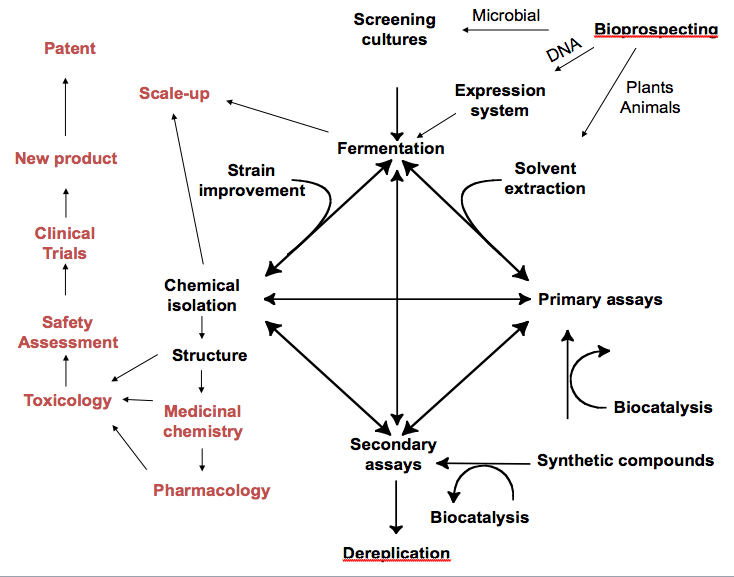 Screening
cultures
Microbial
Bioprospecting
DNA
Patent
Scale-up
Expression
system
Plants
Animals
Fermentation
New product
Strain
improvement
Solvent
extraction
Clinical
Trials
Chemical
isolation
Primary assays
Safety
Assessment
Structure
Toxicology
Medicinal
chemistry
Biocatalysis
Secondary
assays
Synthetic compounds
Pharmacology
Biocatalysis
Dereplication